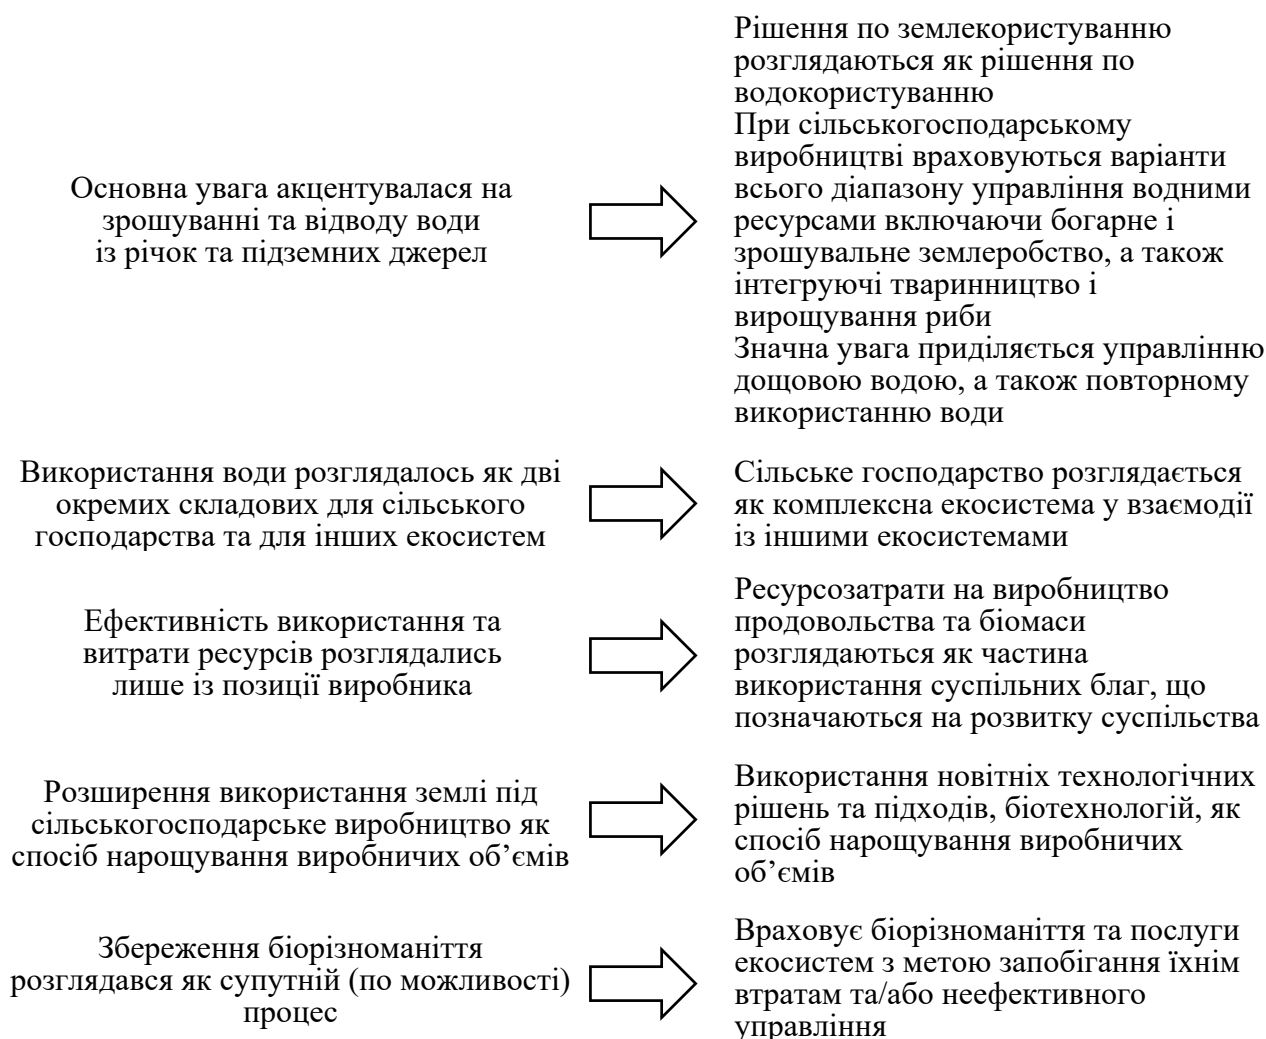 Основна увага акцентувалася на
зрошуванні та відводу води
із річок та підземних джерел
Рішення по землекористуванню
розглядаються як рішення по
водокористуванню
При сільськогосподарському
виробництві враховуються варіанти
всього діапазону управління водними
ресурсами включаючи богарне і
зрошувальне землеробство, а також
інтегруючі тваринництво і
вирощування риби
Значна увага приділяється управлінню
дощовою водою, а також повторному
використанню води
Використання води розглядалось як дві
окремих складових для сільського
господарства та для інших екосистем
Сільське господарство розглядається
як комплексна екосистема у взаємодії
із іншими екосистемами
Ефективність використання та
витрати ресурсів розглядались
лише із позиції виробника
Ресурсозатрати на виробництво
продовольства та біомаси
розглядаються як частина
використання суспільних благ, що
позначаються на розвитку суспільства
Розширення використання землі під
сільськогосподарське виробництво як
спосіб нарощування виробничих об’ємів
Використання новітніх технологічних
рішень та підходів, біотехнологій, як
спосіб нарощування виробничих
об’ємів
Збереження біорізноманіття
розглядався як супутній (по можливості)
процес
Враховує біорізноманіття та послуги
екосистем з метою запобігання їхнім
втратам та/або неефективного
управління